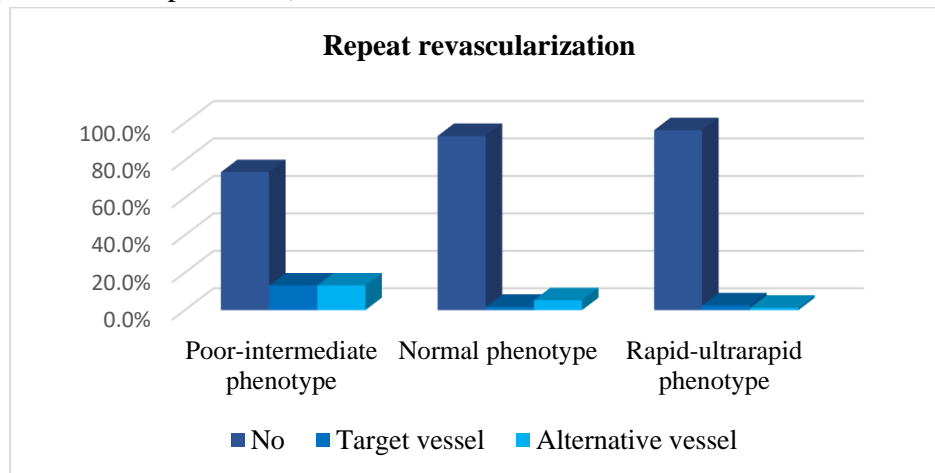 Repeat revascularization
100.0%
80.0%
60.0%
40.0%
20.0%
0.0%
Poor-intermediate phenotype
Normal phenotype
Rapid-ultrarapid phenotype
No
Target vessel
Alternative vessel